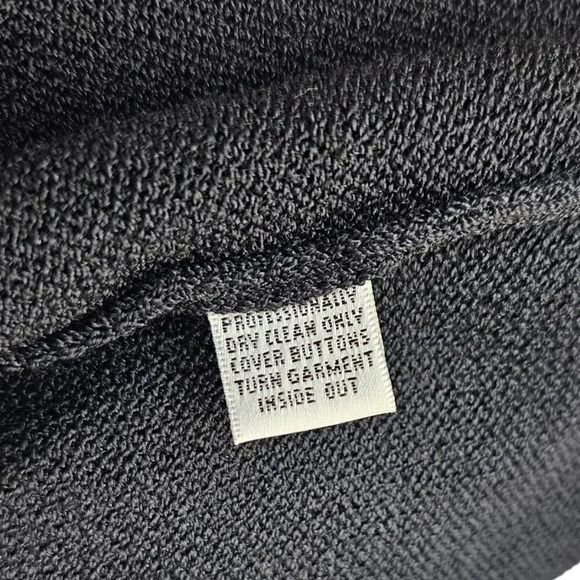 PROFESSIONALLY
DRY CLEAN ONLY
COVER BUTTONS
TURN GARMENT
INSIDE OUT